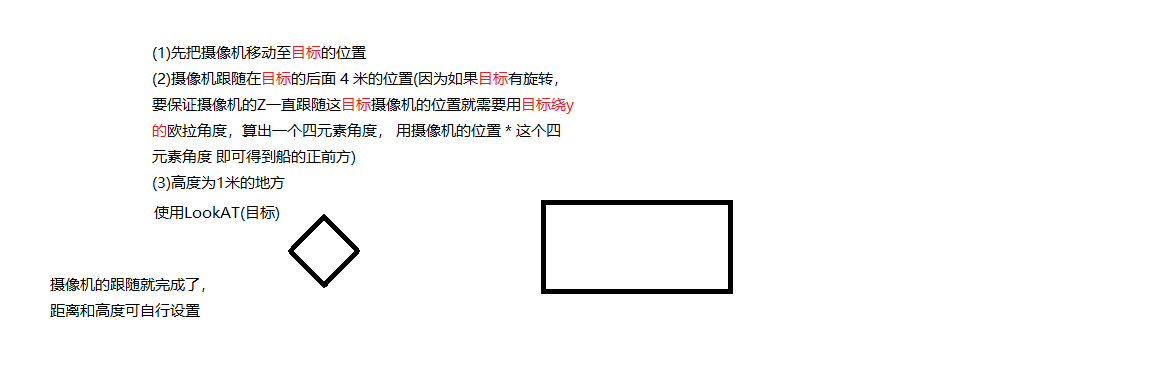 (1)先把摄像机移动至目标的位置
(2)摄像机跟随在目标的后面 4 米的位置(因为如果目标有旋转，
要保证摄像机的Z一直跟随这目标摄像机的位置就需要用目标绕y
的欧拉角度，算出一个四元素角度， 用摄像机的位置 * 这个四
元素角度 即可得到船的正前方)
(3)高度为1米的地方
使用LookAT(目标)
摄像机的跟随就完成了，
距离和高度可自行设置